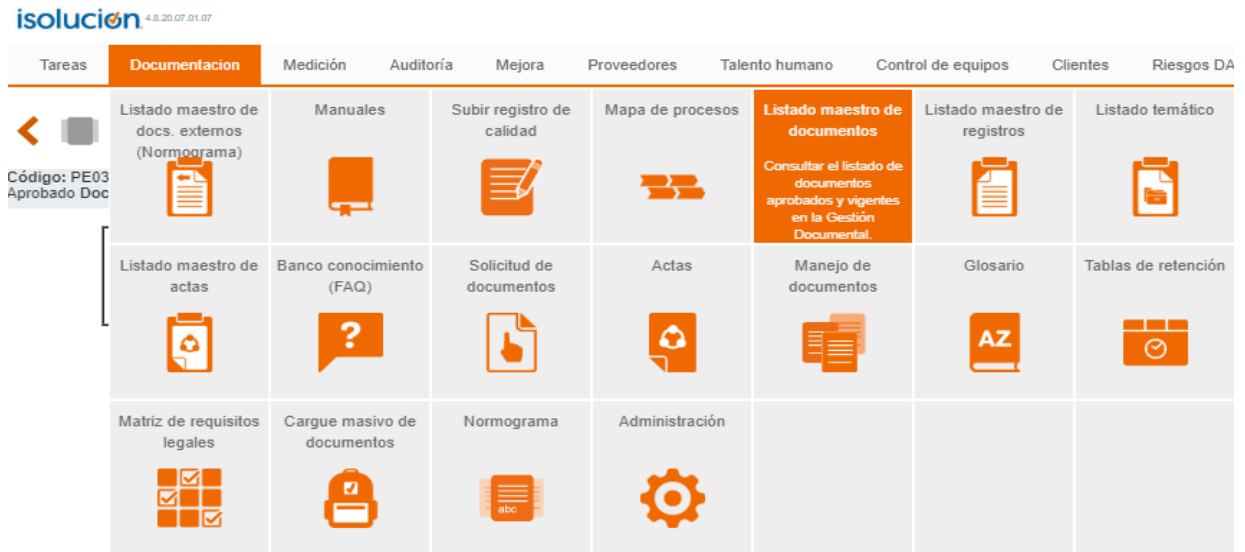 isolución 4.8.20.07.01.07
Tareas Documentacion Medición Auditoría Mejora Proveedores Talento humano Control de equipos Clientes Riesgos DA
Código: PE03
Aprobado Doc
Listado maestro de
docs. externos
(Normograma)
Manuales
Subir registro de
calidad
Mapa de procesos
Listado maestro de
documentos
Consultar el listado de
documentos
aprobados y vigentes
en la Gestión
Documental.
Listado maestro de
registros
Listado temático
Listado maestro de
actas
Banco conocimiento
(FAQ)
?
Solicitud de
documentos
Actas
Manejo de
documentos
Glosario
AZ
Tablas de retención
Matriz de requisitos
legales
Cargue masivo de
documentos
Normograma
abc
Administración